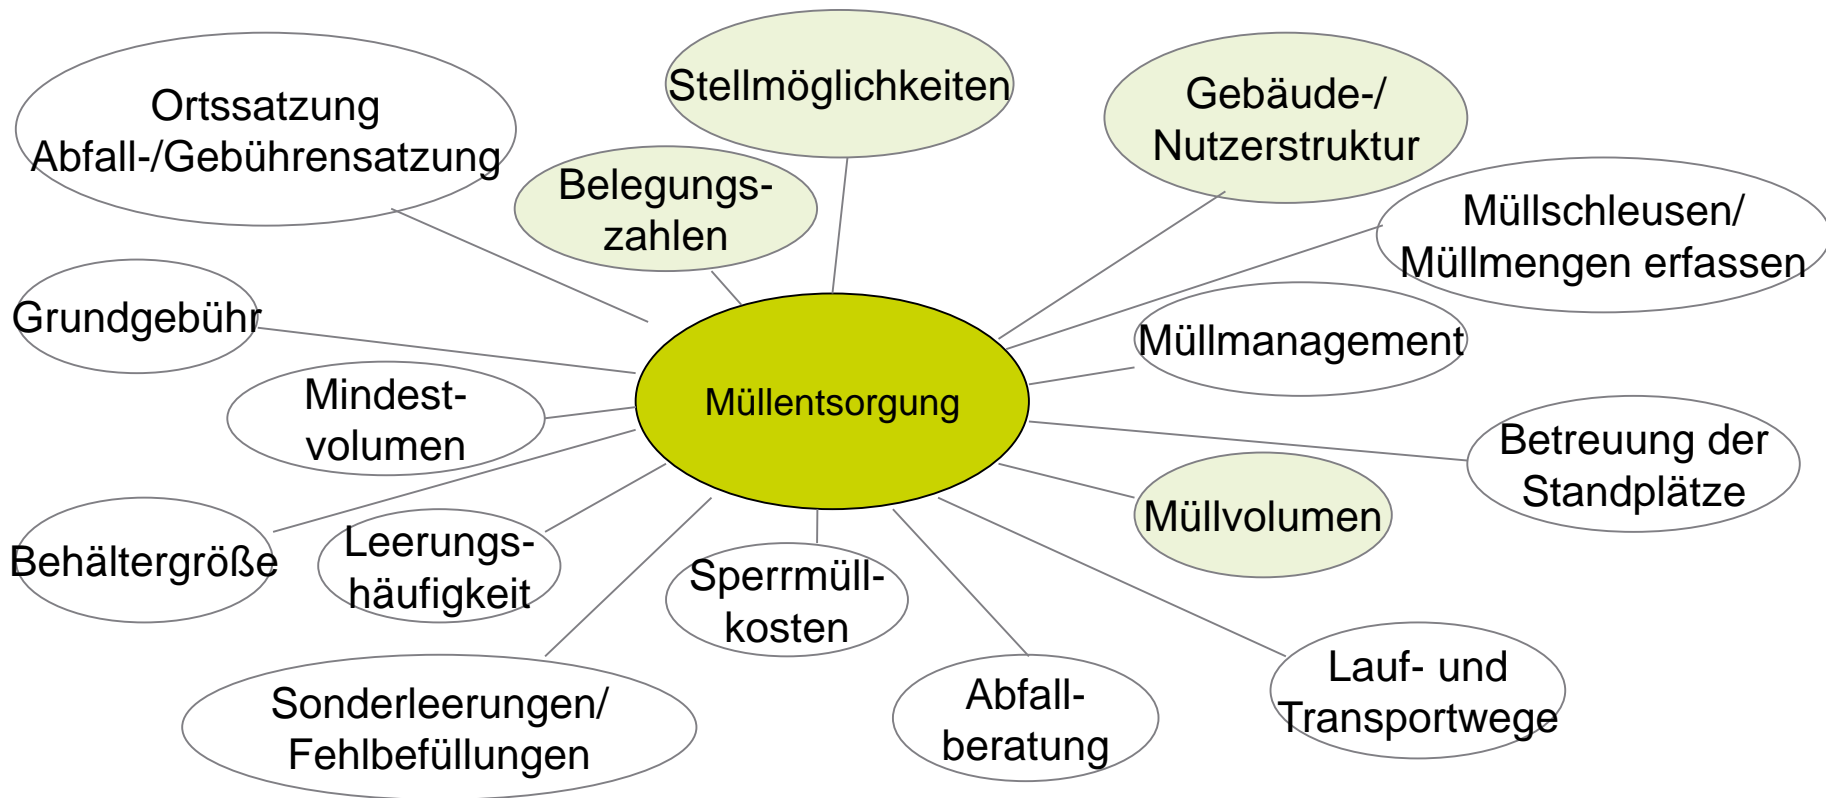 Stellmöglichkeiten
Ortssatzung
Abfall-/Gebührensatzung
Gebäude-/
Nutzerstruktur
Belegungs-
zahlen
Müllschleusen/
Müllmengen erfassen
Grundgebühr
Müllmanagement
Mindest-
volumen
Müllentsorgung
Betreuung der
Standplätze
Müllvolumen
Behältergröße
Leerungs-
häufigkeit
Sperrmüll-
kosten
Sonderleerungen/
Fehlbefüllungen
Abfall-
beratung
Lauf- und
Transportwege